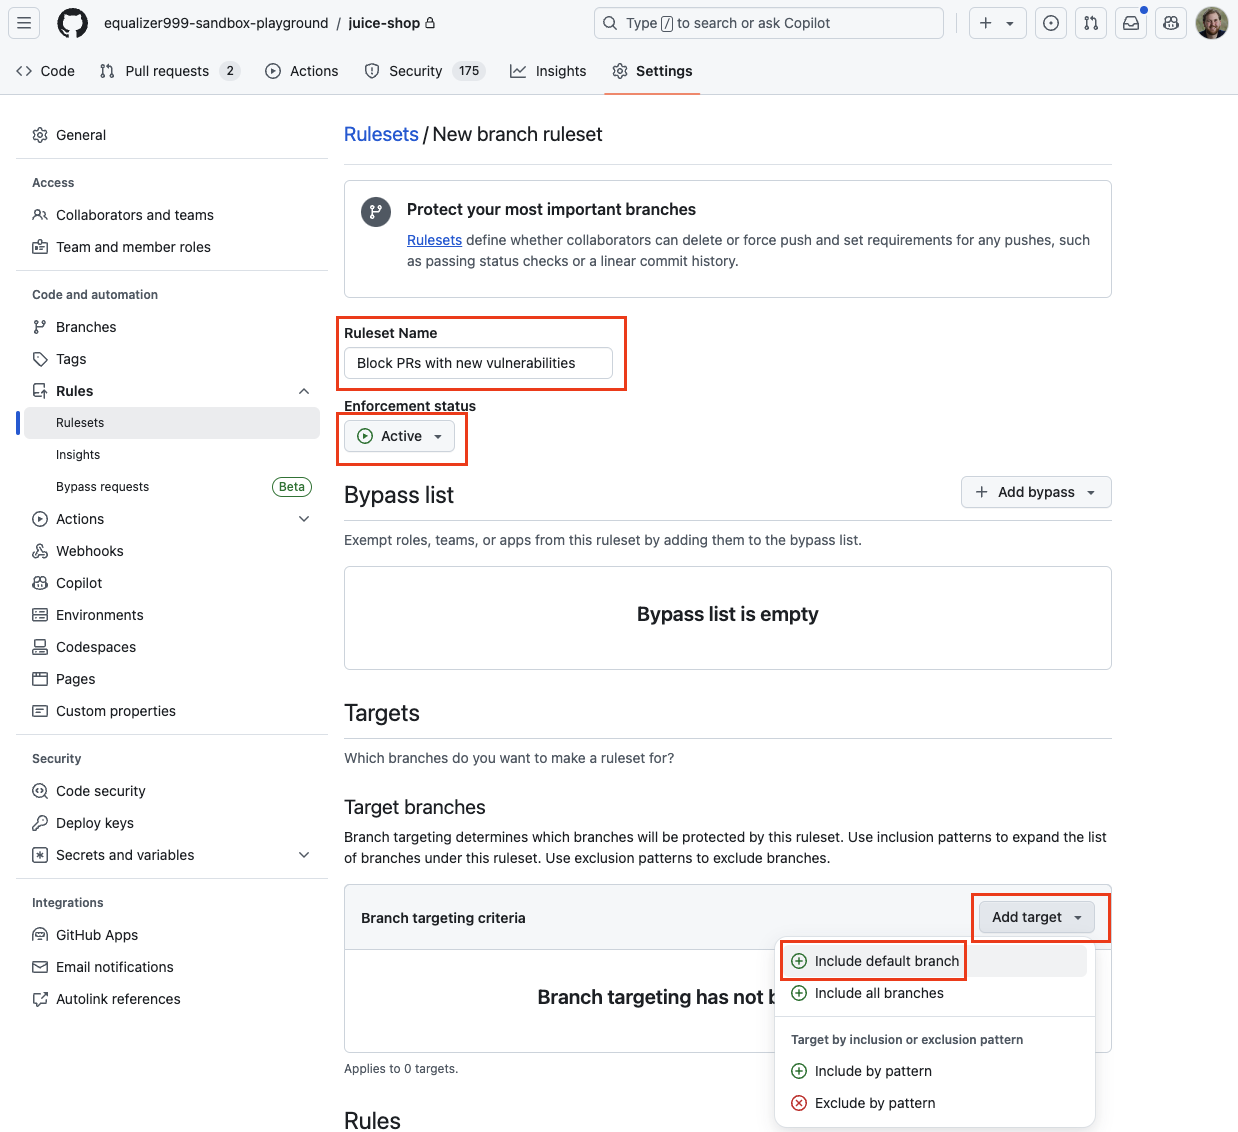 equalizer999-sandbox-playground / juice-shop
Type / to search or ask Copilot
Code
Pull requests 2
Actions
Security 175
Insights
Settings
General
Access
Collaborators and teams
Team and member roles
Code and automation
Branches
Tags
Rules
Rulesets
Insights
Bypass requests Beta
Actions
Webhooks
Copilot
Environments
Codespaces
Pages
Custom properties
Security
Code security
Deploy keys
Secrets and variables
Integrations
GitHub Apps
Email notifications
Autolink references
Rulesets / New branch ruleset
Protect your most important branches
Rulesets define whether collaborators can delete or force push and set requirements for any pushes, such
as passing status checks or a linear commit history.
Ruleset Name
Block PRs with new vulnerabilities
Enforcement status
Active
Bypass list
Add bypass
Exempt roles, teams, or apps from this ruleset by adding them to the bypass list.
Bypass list is empty
Targets
Which branches do you want to make a ruleset for?
Target branches
Branch targeting determines which branches will be protected by this ruleset. Use inclusion patterns to expand the list
of branches under this ruleset. Use exclusion patterns to exclude branches.
Branch targeting criteria
Add target
Include default branch
Include all branches
Target by inclusion or exclusion pattern
Include by pattern
Exclude by pattern
Branch targeting has not
Applies to 0 targets.
Rules